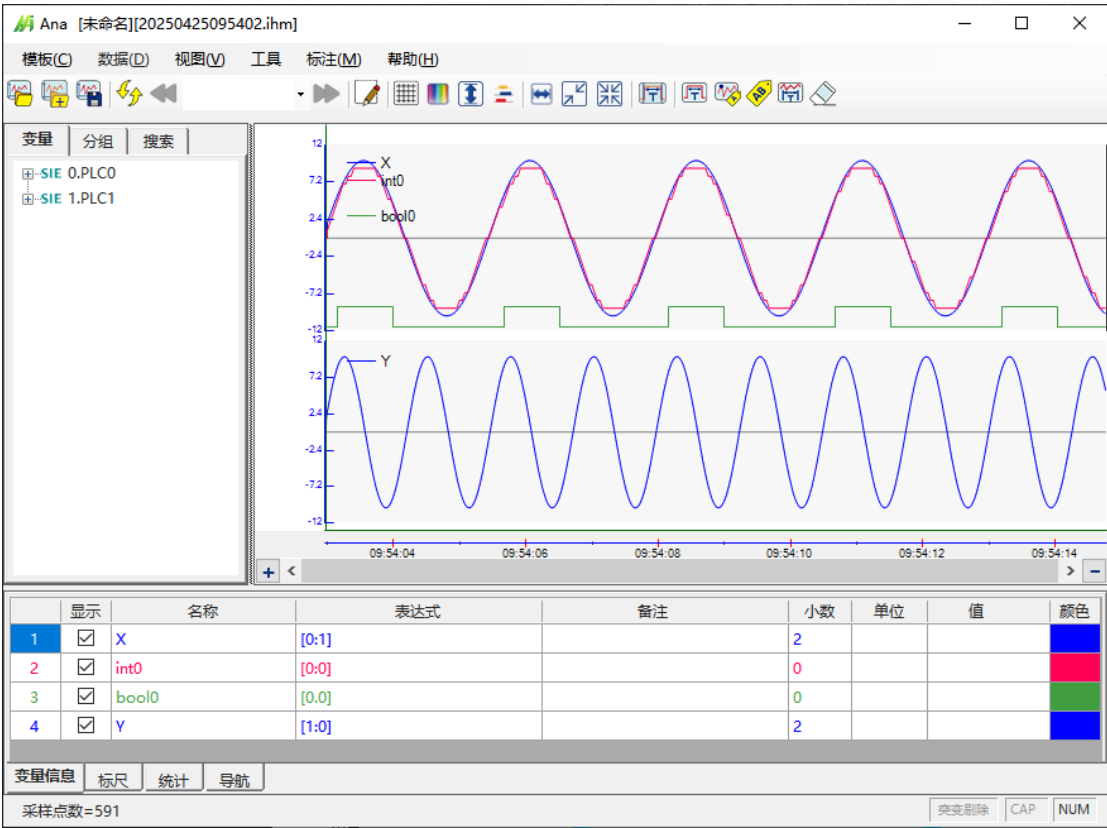 Ana [未命名][20250425095402.ihm]
模板(C) 数据(D) 视图(V) 工具 标注(M) 帮助(H)
变量 分组 搜索
SIE 0.PLC0
SIE 1.PLC1
12
7.2
2.4
-2.4
-7.2
-12
X
int0
bool0
12
7.2
2.4
-2.4
-7.2
-12
Y
09:54:04 09:54:06 09:54:08 09:54:10 09:54:12 09:54:14
显示 名称 表达式 备注 小数 单位 值 颜色
1 X [0:1] 2
2 int0 [0:0] 0
3 bool0 [0.0] 0
4 Y [1:0] 2
变量信息 标尺 统计 导航
采样点数=591 突变剔除 CAP NUM